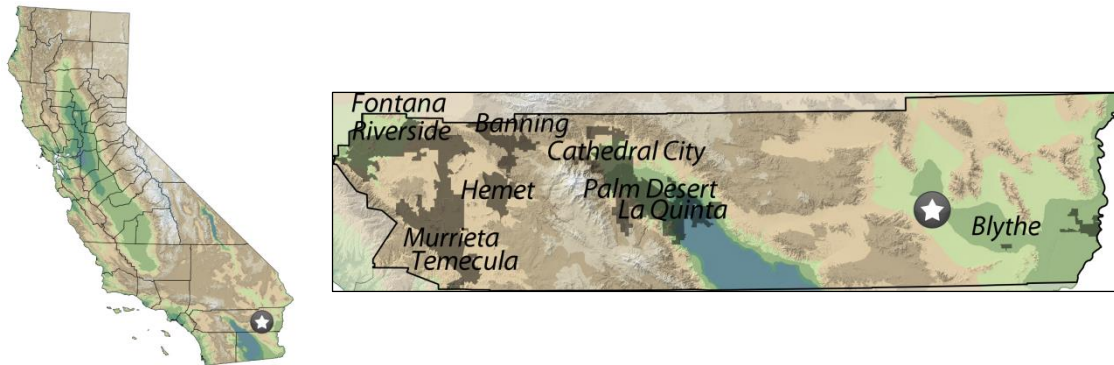 Fontana
Riverside
Banning
Cathedral City
Hemet
Palm Desert
La Quinta
Murrieta
Temecula
Blythe